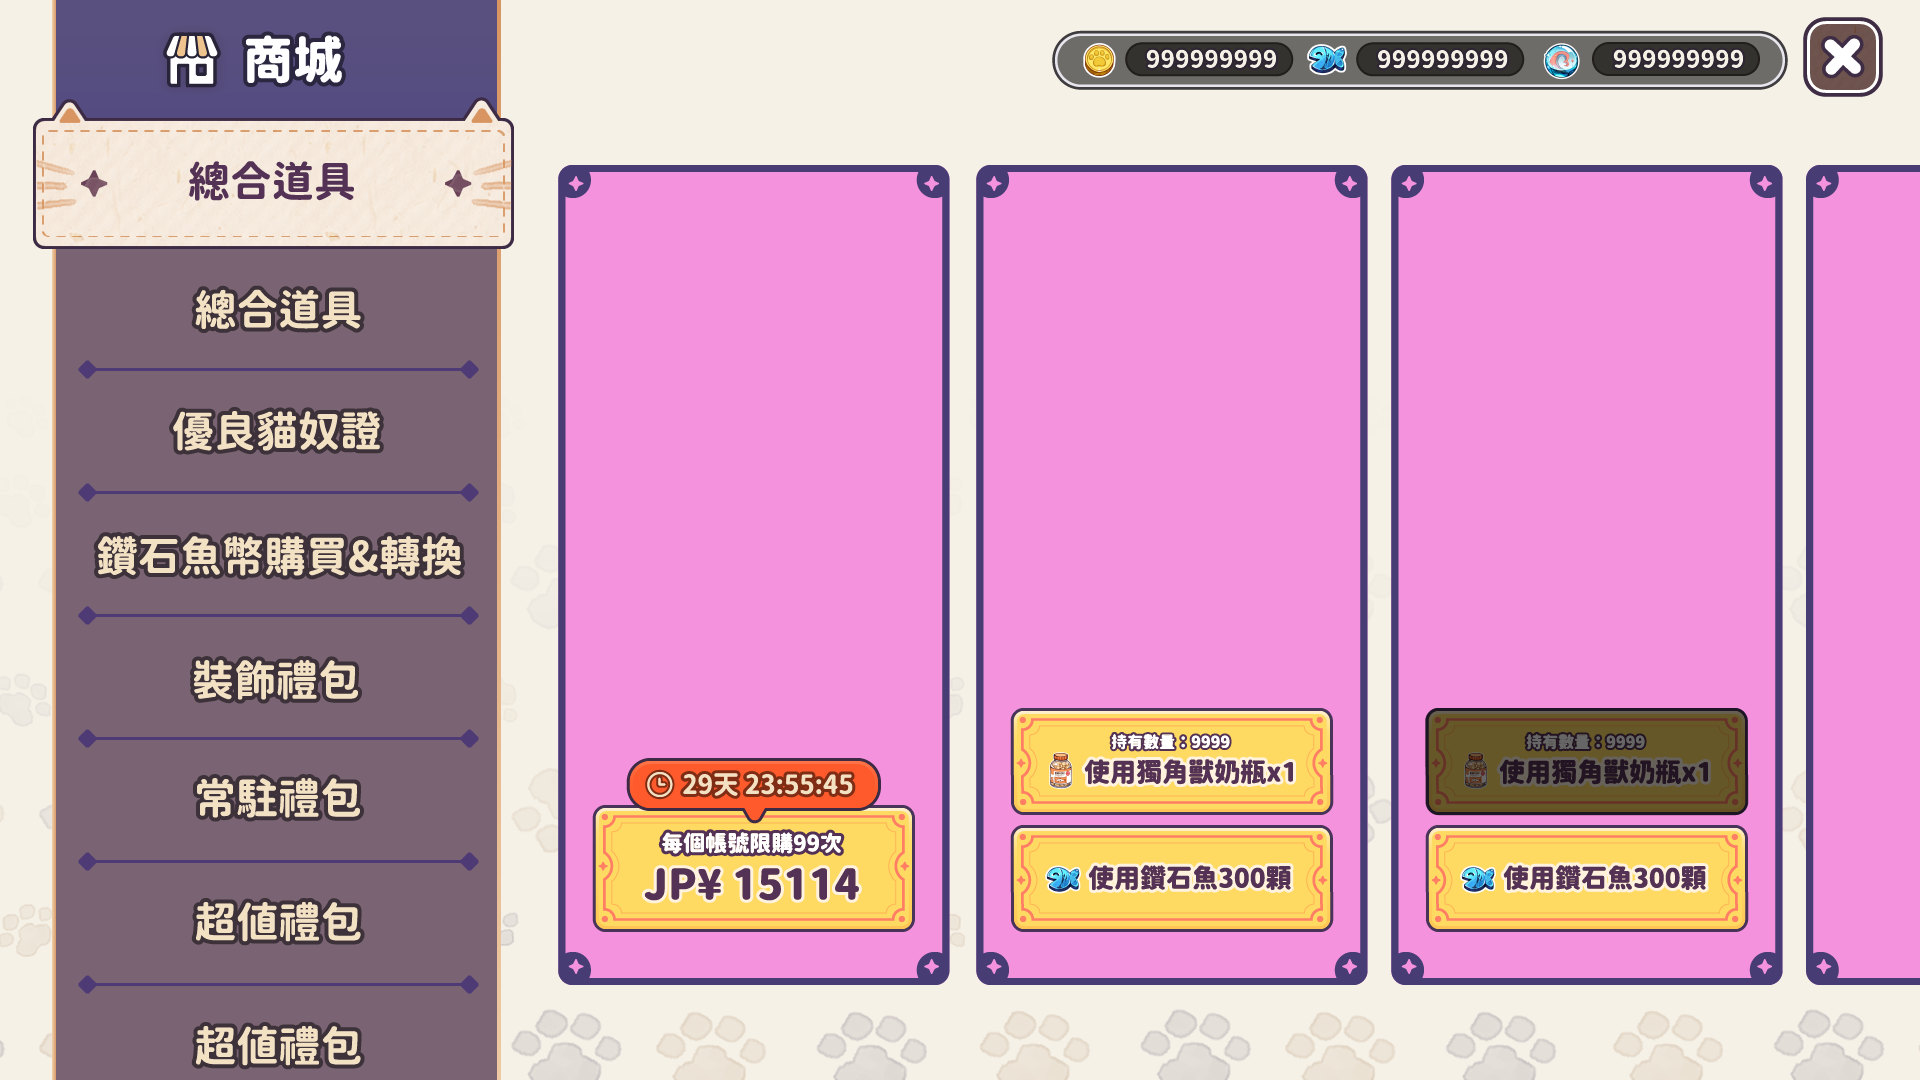 商城
999999999
999999999
999999999
總合道具
總合道具
優良貓奴證
鑽石魚幣購買&轉換
裝飾禮包
常駐禮包
超值禮包
超值禮包
29天 23:55:45
每個帳號限購99次
JP¥ 15114
持有數量：9999
使用獨角獸奶瓶x1
使用鑽石魚300顆
持有數量：9999
使用獨角獸奶瓶x1
使用鑽石魚300顆